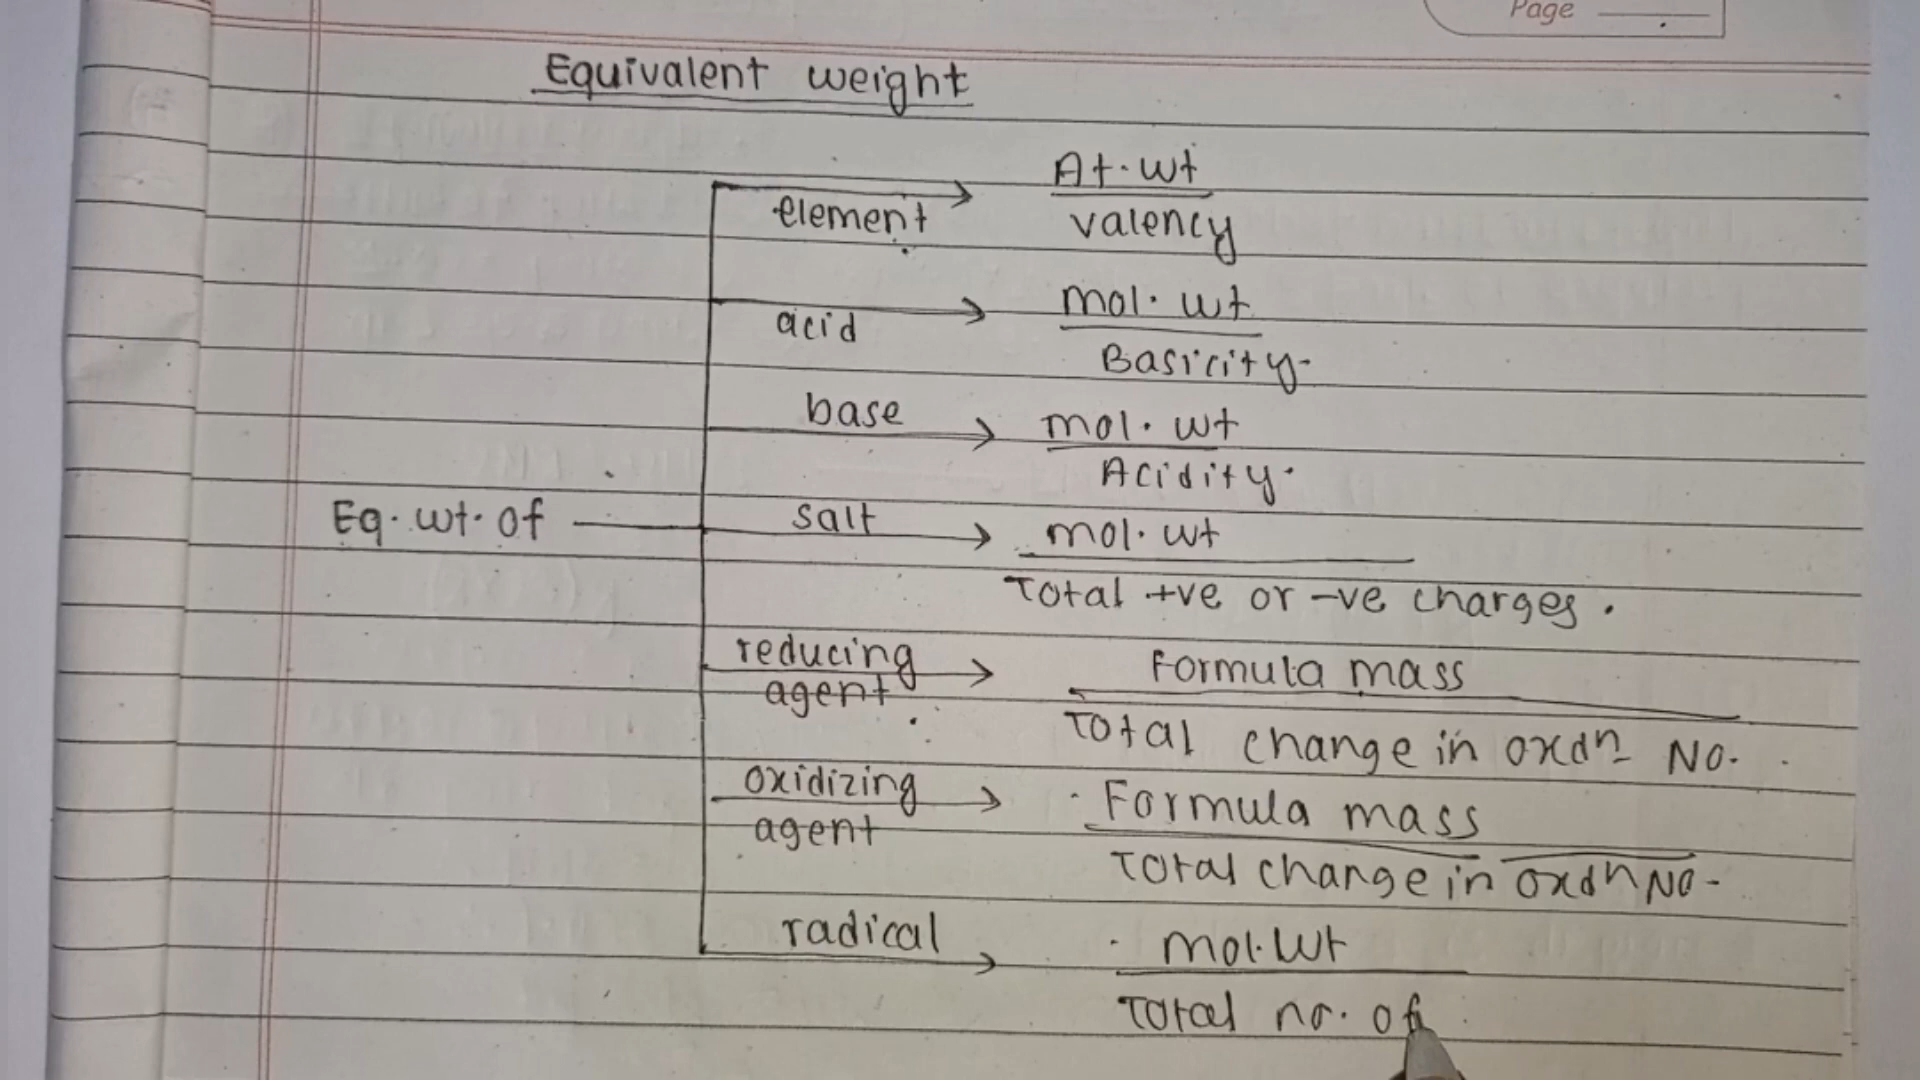 Page
Equivalent weight
At. wt
element
valency
mol. wt
acid
Basicity.
base
mol. wt
Acidity.
Eq. wt. of
salt
mol. wt
Total +ve or -ve charges.
reducing
agent
Formula mass
Total change in oxdn No.
oxidizing
agent
Formula mass
Total change in oxdn No.
radical
mol. wt
Total no. of